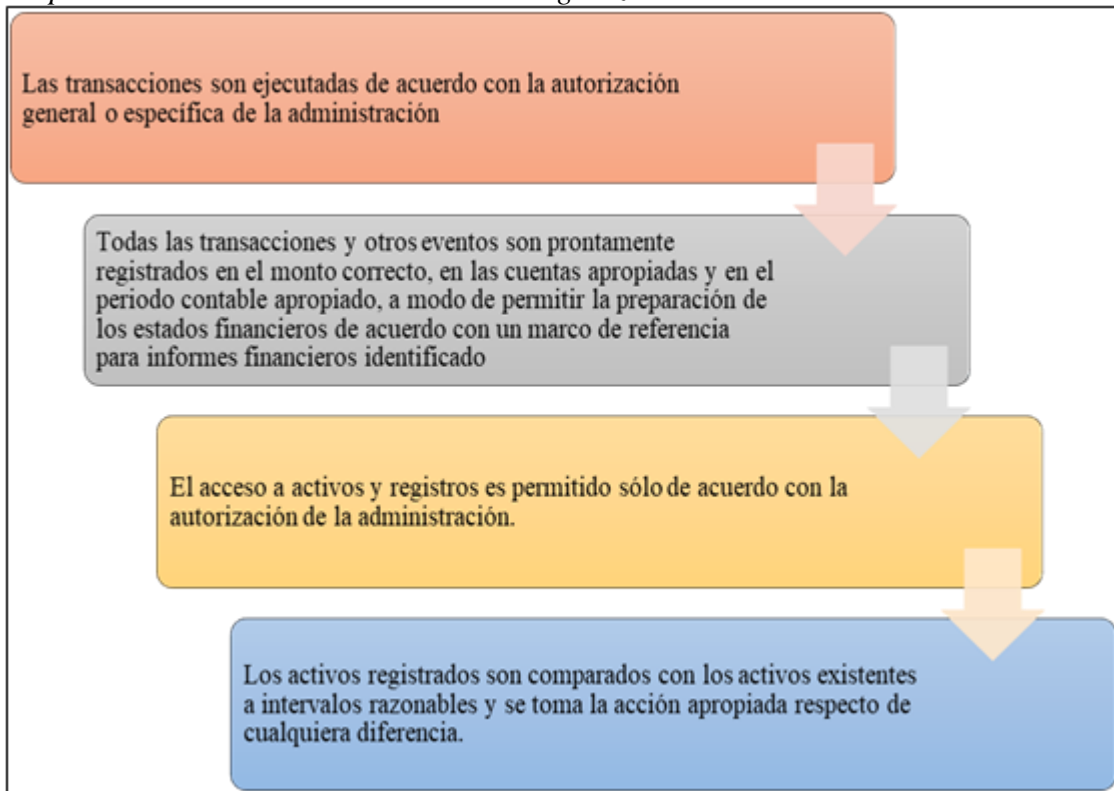 Las transacciones son ejecutadas de acuerdo con la autorización
general o específica de la administración
Todas las transacciones y otros eventos son prontamente
registrados en el monto correcto, en las cuentas apropiadas y en el
periodo contable apropiado, a modo de permitir la preparación de
los estados financieros de acuerdo con un marco de referencia
para informes financieros identificado
El acceso a activos y registros es permitido sólo de acuerdo con la
autorización de la administración.
Los activos registrados son comparados con los activos existentes
a intervalos razonables y se toma la acción apropiada respecto de
cualquiera diferencia.